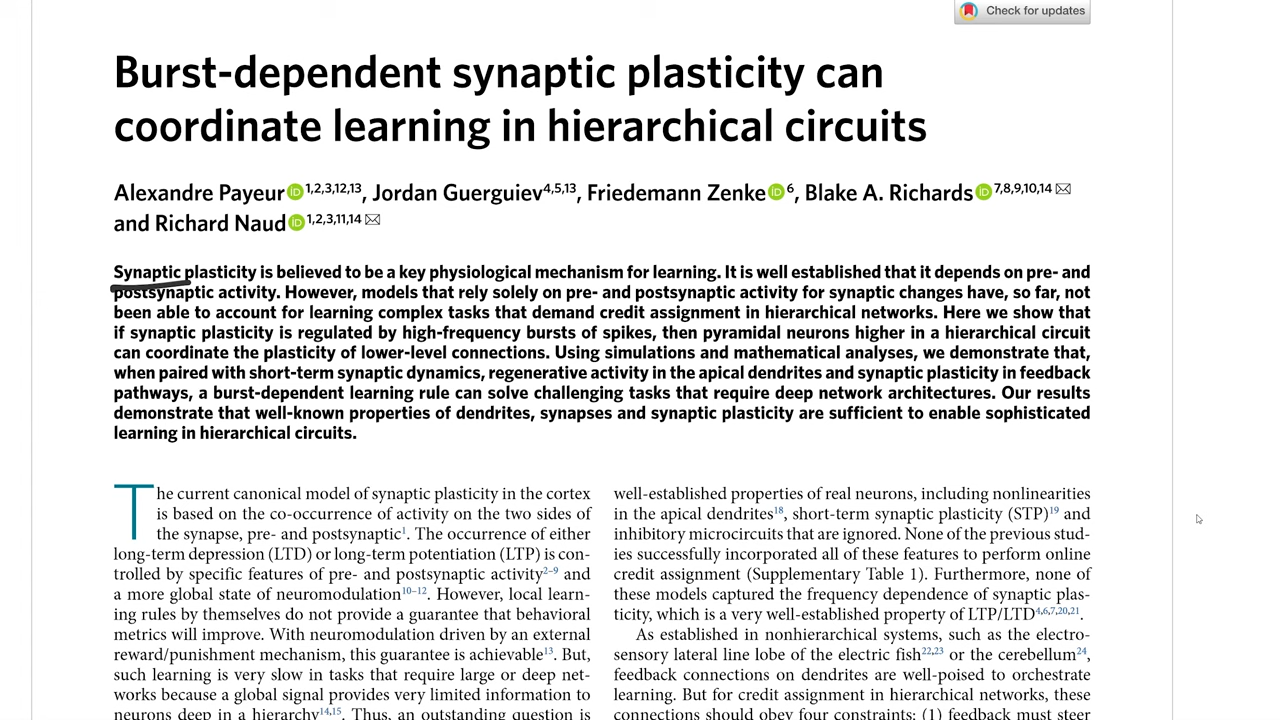 Check for updates
Burst-dependent synaptic plasticity can
coordinate learning in hierarchical circuits
Alexandre Payeur iD 1,2,3,12,13, Jordan Guerguiev4,5,13, Friedemann Zenke iD 6, Blake A. Richards iD 7,8,9,10,14 ✉
and Richard Naud iD 1,2,3,11,14 ✉
Synaptic plasticity is believed to be a key physiological mechanism for learning. It is well established that it depends on pre- and
postsynaptic activity. However, models that rely solely on pre- and postsynaptic activity for synaptic changes have, so far, not
been able to account for learning complex tasks that demand credit assignment in hierarchical networks. Here we show that
if synaptic plasticity is regulated by high-frequency bursts of spikes, then pyramidal neurons higher in a hierarchical circuit
can coordinate the plasticity of lower-level connections. Using simulations and mathematical analyses, we demonstrate that,
when paired with short-term synaptic dynamics, regenerative activity in the apical dendrites and synaptic plasticity in feedback
pathways, a burst-dependent learning rule can solve challenging tasks that require deep network architectures. Our results
demonstrate that well-known properties of dendrites, synapses and synaptic plasticity are sufficient to enable sophisticated
learning in hierarchical circuits.
The current canonical model of synaptic plasticity in the cortex
is based on the co-occurrence of activity on the two sides of
the synapse, pre- and postsynaptic1. The occurrence of either
long-term depression (LTD) or long-term potentiation (LTP) is con-
trolled by specific features of pre- and postsynaptic activity2–9 and
a more global state of neuromodulation10–12. However, local learn-
ing rules by themselves do not provide a guarantee that behavioral
metrics will improve. With neuromodulation driven by an external
reward/punishment mechanism, this guarantee is achievable13. But,
such learning is very slow in tasks that require large or deep net-
works because a global signal provides very limited information to
neurons deep in a hierarchy14,15. Thus, an outstanding question is
well-established properties of real neurons, including nonlinearities
in the apical dendrites18, short-term synaptic plasticity (STP)19 and
inhibitory microcircuits that are ignored. None of the previous stud-
ies successfully incorporated all of these features to perform online
credit assignment (Supplementary Table 1). Furthermore, none of
these models captured the frequency dependence of synaptic plas-
ticity, which is a very well-established property of LTP/LTD4,6,7,20,21.
As established in nonhierarchical systems, such as the electro-
sensory lateral line lobe of the electric fish22,23 or the cerebellum24,
feedback connections on dendrites are well-poised to orchestrate
learning. But for credit assignment in hierarchical networks, these
connections should obey four constraints: (1) feedback must steer